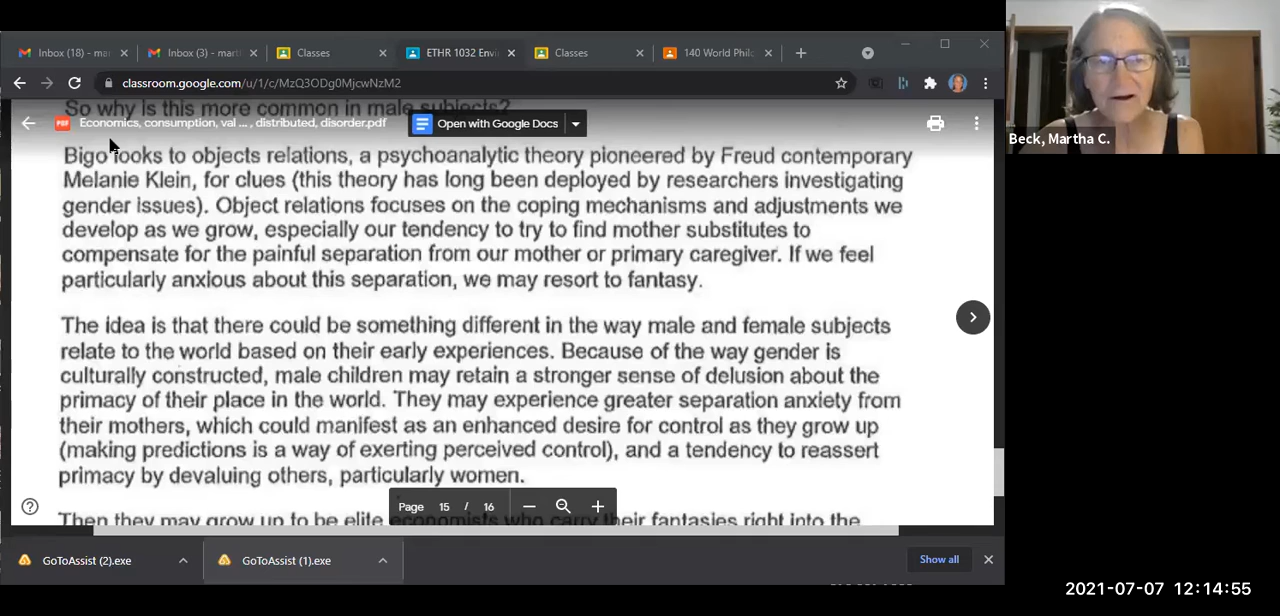 Inbox (18) - ma
Inbox (3) - mart
Classes
ETHR 1032 Envi
Classes
140 World Philo
classroom.google.com/u/1/c/MzQ3ODg0MjcwNzM2
So why is this more common in male subjects?
PDF
Economics, consumption, val ... , distributed, disorder.pdf
Open with Google Docs
Bigo looks to objects relations, a psychoanalytic theory pioneered by Freud contemporary
Melanie Klein, for clues (this theory has long been deployed by researchers investigating
gender issues). Object relations focuses on the coping mechanisms and adjustments we
develop as we grow, especially our tendency to try to find mother substitutes to
compensate for the painful separation from our mother or primary caregiver. If we feel
particularly anxious about this separation, we may resort to fantasy.
The idea is that there could be something different in the way male and female subjects
relate to the world based on their early experiences. Because of the way gender is
culturally constructed, male children may retain a stronger sense of delusion about the
primacy of their place in the world. They may experience greater separation anxiety from
their mothers, which could manifest as an enhanced desire for control as they grow up
(making predictions is a way of exerting perceived control), and a tendency to reassert
primacy by devaluing others, particularly women.
Page 15 / 16
Then they may grow up to be elite economists who carry their fantasies right into the
GoToAssist (2).exe
GoToAssist (1).exe
Show all
Beck, Martha C.
2021-07-07 12:14:55